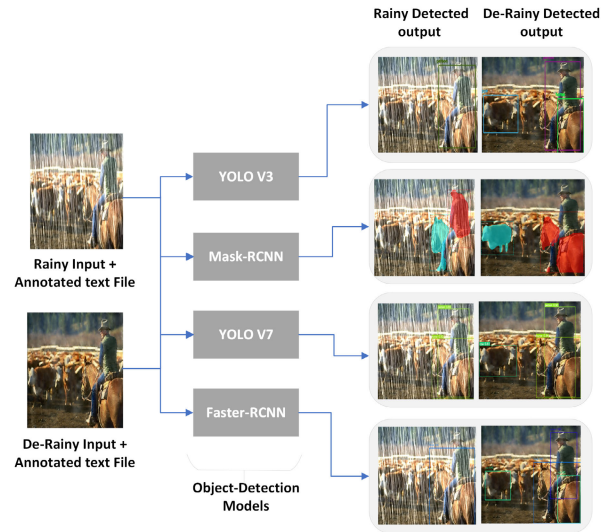 Rainy Detected
output
De-Rainy Detected
output
YOLO V3
Rainy Input +
Annotated text File
Mask-RCNN
YOLO V7
De-Rainy Input +
Annotated text File
Faster-RCNN
Object-Detection
Models